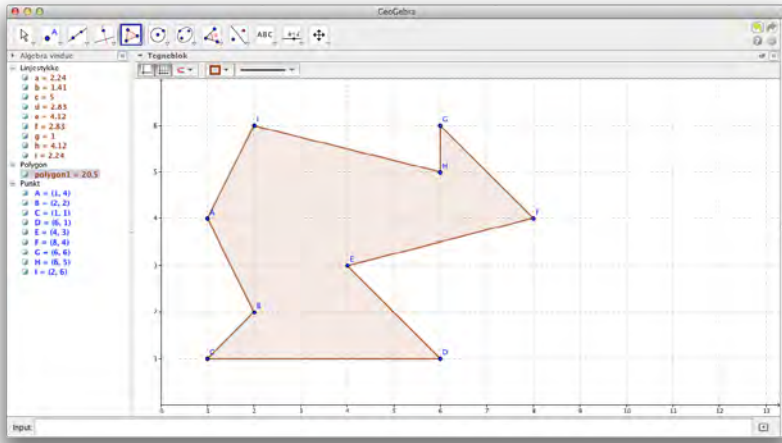 GeoGebra
ABC
Algebra vindue
Tegneblok
Linjestykke
a = 2.24
b = 1.41
c = 5
d = 2.83
e = 4.12
f = 2.83
g = 1
h = 4.12
i = 2.24
Polygon
polygon1 = 20.5
Punkt
A = (1, 4)
B = (2, 2)
C = (1, 1)
D = (6, 1)
E = (4, 3)
F = (8, 4)
G = (6, 6)
H = (6, 5)
I = (2, 6)
I
G
6
H
5
A
F
4
E
3
B
2
C
D
1
0 1 2 3 4 5 6 7 8 9 10 11 12 13
Input: